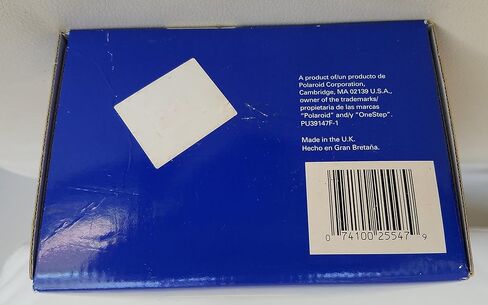 A product of/un producto de
Polaroid Corporation,
Cambridge, MA 02139 U.S.A.,
owner of the trademarks/
propietaria de las marcas
"Polaroid" and/y "OneStep".
PU39147F-1
Made in the U.K.
Hecho en Gran Bretaña.
0 74100 25547 9